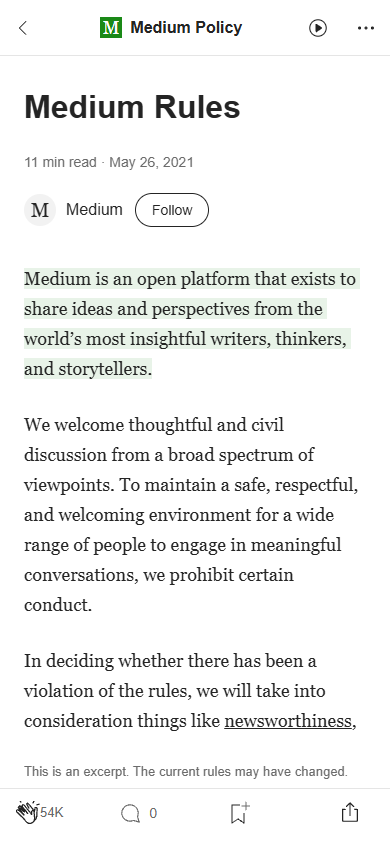 M Medium Policy
Medium Rules
11 min read · May 26, 2021
M Medium Follow
Medium is an open platform that exists to
share ideas and perspectives from the
world’s most insightful writers, thinkers,
and storytellers.
We welcome thoughtful and civil
discussion from a broad spectrum of
viewpoints. To maintain a safe, respectful,
and welcoming environment for a wide
range of people to engage in meaningful
conversations, we prohibit certain
conduct.
In deciding whether there has been a
violation of the rules, we will take into
consideration things like newsworthiness,
This is an excerpt. The current rules may have changed.
54K 0